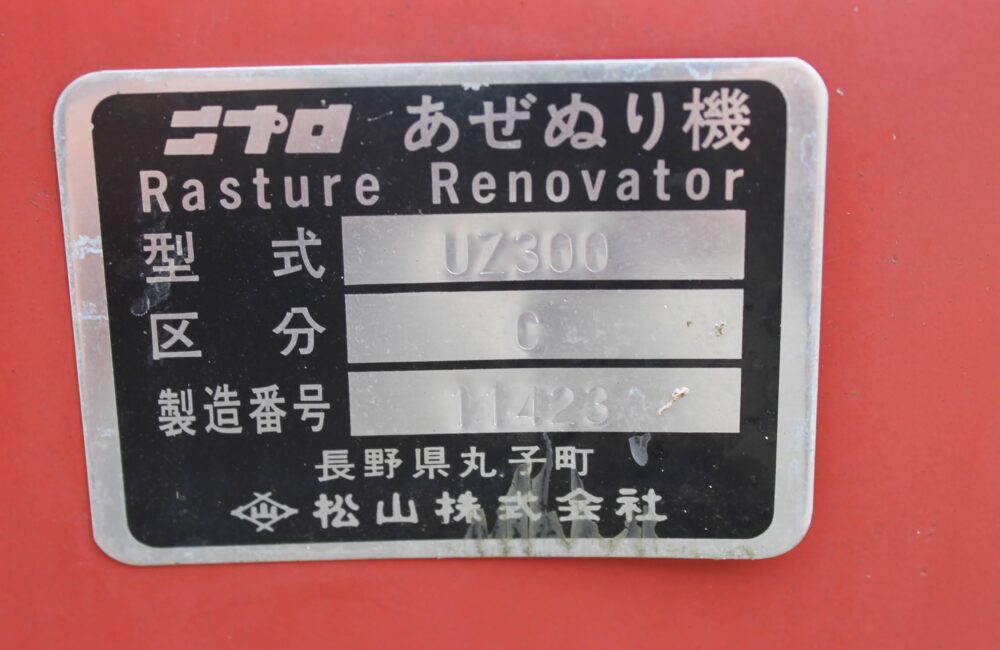 ニプロ あぜぬり機
Rasture Renovator
型式 UZ300
区分 C
製造番号 11423
長野県丸子町
松山株式会社